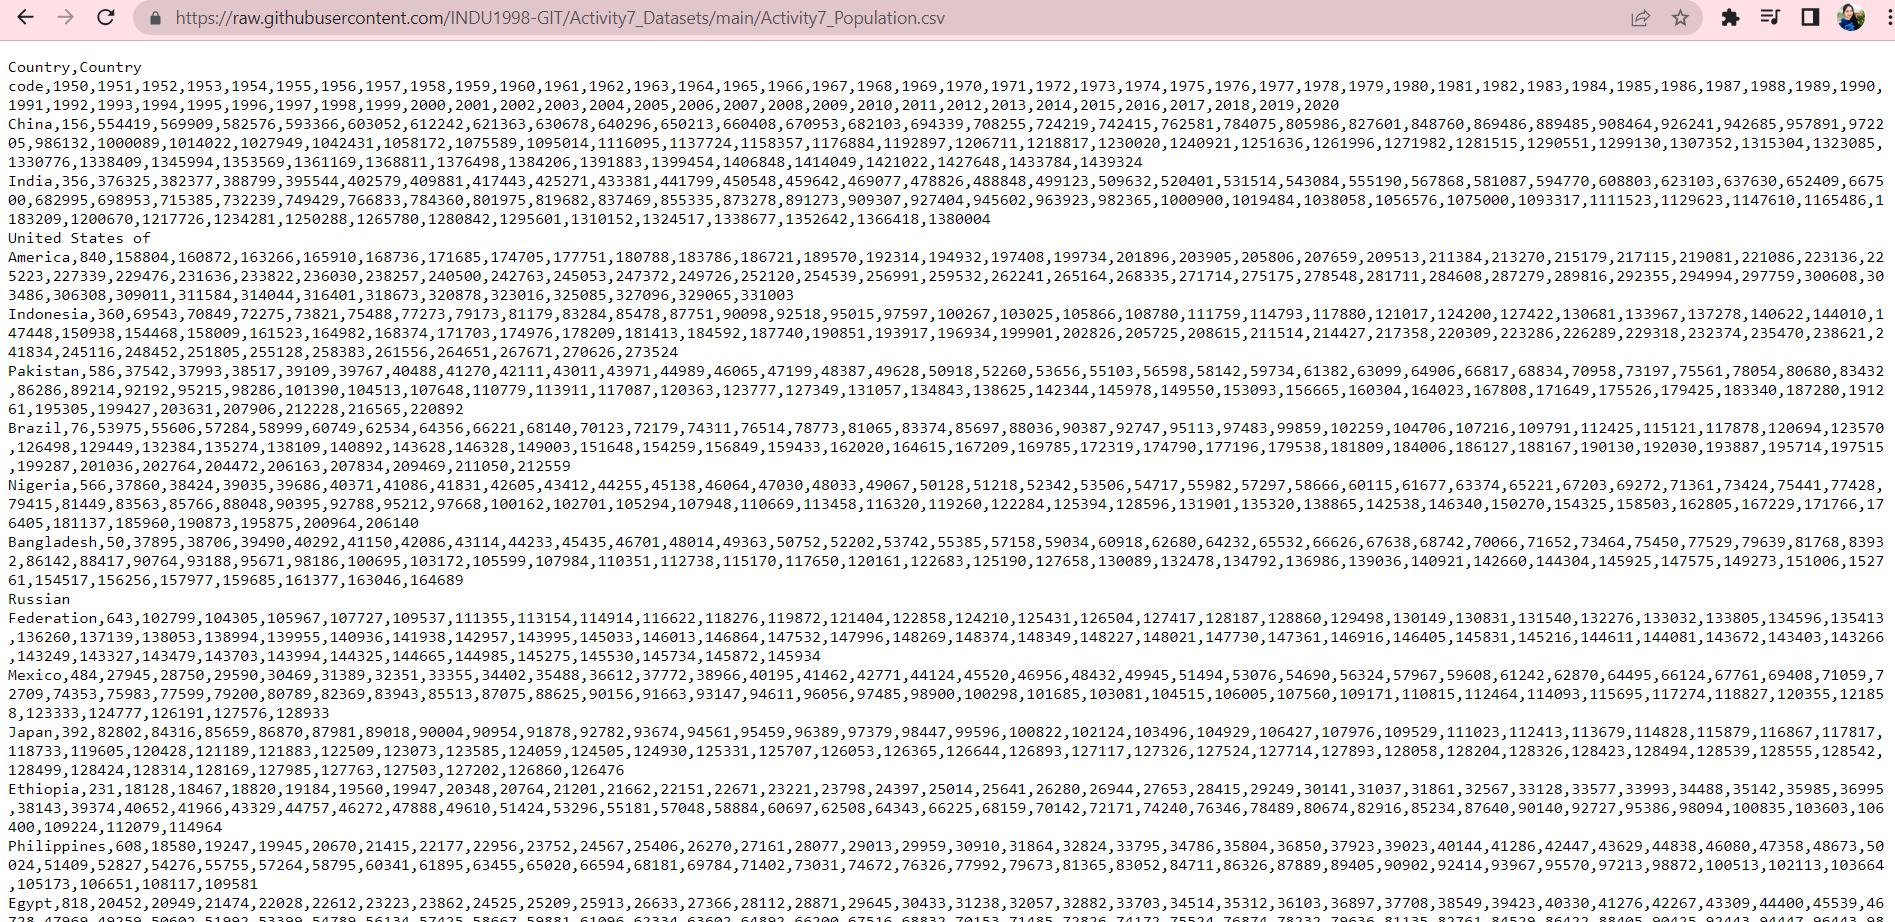 https://raw.githubusercontent.com/INDU1998-GIT/Activity7_Datasets/main/Activity7_Population.csv
Country,Country
code,1950,1951,1952,1953,1954,1955,1956,1957,1958,1959,1960,1961,1962,1963,1964,1965,1966,1967,1968,1969,1970,1971,1972,1973,1974,1975,1976,1977,1978,1979,1980,1981,1982,1983,1984,1985,1986,1987,1988,1989,1990,
1991,1992,1993,1994,1995,1996,1997,1998,1999,2000,2001,2002,2003,2004,2005,2006,2007,2008,2009,2010,2011,2012,2013,2014,2015,2016,2017,2018,2019,2020
China,156,554419,569909,582576,593366,603052,612242,621363,630678,640296,650213,660408,670953,682103,694339,708255,724219,742415,762581,784075,805986,827601,848760,869486,889485,908464,926241,942685,957891,972
205,986132,1000089,1014022,1027949,1042431,1058172,1075589,1095014,1116095,1137724,1158357,1176884,1192897,1206711,1218817,1230020,1240921,1251636,1261996,1271982,1281515,1290551,1299130,1307352,1315304,1323085,
1330776,1338409,1345994,1353569,1361169,1368811,1376498,1384206,1391883,1399454,1406848,1414049,1421022,1427648,1433784,1439324
India,356,376325,382377,388799,395544,402579,409881,417443,425271,433381,441799,450548,459642,469077,478826,488848,499123,509632,520401,531514,543084,555190,567868,581087,594770,608803,623103,637630,652409,667
500,682995,698953,715385,732239,749429,766833,784360,801975,819682,837469,855335,873278,891273,909307,927404,945602,963923,982365,1000900,1019484,1038058,1056576,1075000,1093317,1111523,1129623,1147610,1165486,1
183209,1200670,1217726,1234281,1250288,1265780,1280842,1295601,1310152,1324517,1338677,1352642,1366418,1380004
United States of
America,840,158804,160872,163266,165910,168736,171685,174705,177751,180788,183786,186721,189570,192314,194932,197408,199734,201896,203905,205806,207659,209513,211384,213270,215179,217115,219081,221086,223136,22
5223,227339,229476,231636,233822,236030,238257,240500,242763,245053,247372,249726,252120,254539,256991,259532,262241,265164,268335,271714,275175,278548,281711,284608,287279,289816,292355,294994,297759,300608,30
3486,306308,309011,311584,314044,316401,318673,320878,323016,325085,327096,329065,331003
Indonesia,360,69543,70849,72275,73821,75488,77273,79173,81179,83284,85478,87751,90098,92518,95015,97597,100267,103025,105866,108780,111759,114793,117880,121017,124200,127422,130681,133967,137278,140622,144010,1
47448,150938,154468,158009,161523,164982,168374,171703,174976,178209,181413,184592,187740,190851,193917,196934,199901,202826,205725,208615,211514,214427,217358,220309,223286,226289,229318,232374,235470,238621,2
41834,245116,248452,251805,255128,258383,261556,264651,267671,270626,273524
Pakistan,586,37542,37993,38517,39109,39767,40488,41270,42111,43011,43971,44989,46065,47199,48387,49628,50918,52260,53656,55103,56598,58142,59734,61382,63099,64906,66817,68834,70958,73197,75561,78054,80680,83432
,86286,89214,92192,95215,98286,101390,104513,107648,110779,113911,117087,120363,123777,127349,131057,134843,138625,142344,145978,149550,153093,156665,160304,164023,167808,171649,175526,179425,183340,187280,1912
61,195305,199427,203631,207906,212228,216565,220892
Brazil,76,53975,55606,57284,58999,60749,62534,64356,66221,68140,70123,72179,74311,76514,78773,81065,83374,85697,88036,90387,92747,95113,97483,99859,102259,104706,107216,109791,112425,115121,117878,120694,123570
,126498,129449,132384,135274,138109,140892,143628,146328,149003,151648,154259,156849,159433,162020,164615,167209,169785,172319,174790,177196,179538,181809,184006,186127,188167,190130,192030,193887,195714,197515
,199287,201036,202764,204472,206163,207834,209469,211050,212559
Nigeria,566,37860,38424,39035,39686,40371,41086,41831,42605,43412,44255,45138,46064,47030,48033,49067,50128,51218,52342,53506,54717,55982,57297,58666,60115,61677,63374,65221,67203,69272,71361,73424,75441,77428,
79415,81449,83563,85766,88048,90395,92788,95212,97668,100162,102701,105294,107948,110669,113458,116320,119260,122284,125394,128596,131901,135320,138865,142538,146340,150270,154325,158503,162805,167229,171766,17
6405,181137,185960,190873,195875,200964,206140
Bangladesh,50,37895,38706,39490,40292,41150,42086,43114,44233,45435,46701,48014,49363,50752,52202,53742,55385,57158,59034,60918,62680,64232,65532,66626,67638,68742,70066,71652,73464,75450,77529,79639,81768,8393
2,86142,88417,90764,93188,95671,98186,100695,103172,105599,107984,110351,112738,115170,117650,120161,122683,125190,127658,130089,132478,134792,136986,139036,140921,142660,144304,145925,147575,149273,151006,1527
61,154517,156256,157977,159685,161377,163046,164689
Russian
Federation,643,102799,104305,105967,107727,109537,111355,113154,114914,116622,118276,119872,121404,122858,124210,125431,126504,127417,128187,128860,129498,130149,130831,131540,132276,133032,133805,134596,135413
,136260,137139,138053,138994,139955,140936,141938,142957,143995,145033,146013,146864,147532,147996,148269,148374,148349,148227,148021,147730,147361,146916,146405,145831,145216,144611,144081,143672,143403,143266
,143249,143327,143479,143703,143994,144325,144665,144985,145275,145530,145734,145872,145934
Mexico,484,27945,28750,29590,30469,31389,32351,33355,34402,35488,36612,37772,38966,40195,41462,42771,44124,45520,46956,48432,49945,51494,53076,54690,56324,57967,59608,61242,62870,64495,66124,67761,69408,71059,7
2709,74353,75983,77599,79200,80789,82369,83943,85513,87075,88625,90156,91663,93147,94611,96056,97485,98900,100298,101685,103081,104515,106005,107560,109171,110815,112464,114093,115695,117274,118827,120355,12185
8,123333,124777,126191,127576,128933
Japan,392,82802,84316,85659,86870,87981,89018,90004,90954,91878,92782,93674,94561,95459,96389,97379,98447,99596,100822,102124,103496,104929,106427,107976,109529,111023,112413,113679,114828,115879,116867,117817,
118733,119605,120428,121189,121883,122509,123073,123585,124059,124505,124930,125331,125707,126053,126365,126644,126893,127117,127326,127524,127714,127893,128058,128204,128326,128423,128494,128539,128555,128542,
128499,128424,128314,128169,127985,127763,127503,127202,126860,126476
Ethiopia,231,18128,18467,18820,19184,19560,19947,20348,20764,21201,21662,22151,22671,23221,23798,24397,25014,25641,26280,26944,27653,28415,29249,30141,31037,31861,32567,33128,33577,33993,34488,35142,35985,36995
,38143,39374,40652,41966,43329,44757,46272,47888,49610,51424,53296,55181,57048,58884,60697,62508,64343,66225,68159,70142,72171,74240,76346,78489,80674,82916,85234,87640,90140,92727,95386,98094,100835,103603,106
400,109224,112079,114964
Philippines,608,18580,19247,19945,20670,21415,22177,22956,23752,24567,25406,26270,27161,28077,29013,29959,30910,31864,32824,33795,34786,35804,36850,37923,39023,40144,41286,42447,43629,44838,46080,47358,48673,50
024,51409,52827,54276,55755,57264,58795,60341,61895,63455,65020,66594,68181,69784,71402,73031,74672,76326,77992,79673,81365,83052,84711,86326,87889,89405,90902,92414,93967,95570,97213,98872,100513,102113,103664
,105173,106651,108117,109581
Egypt,818,20452,20949,21474,22028,22612,23223,23862,24525,25209,25913,26633,27366,28112,28871,29645,30433,31238,32057,32882,33703,34514,35312,36103,36897,37708,38549,39423,40330,41276,42267,43309,44400,45539,46